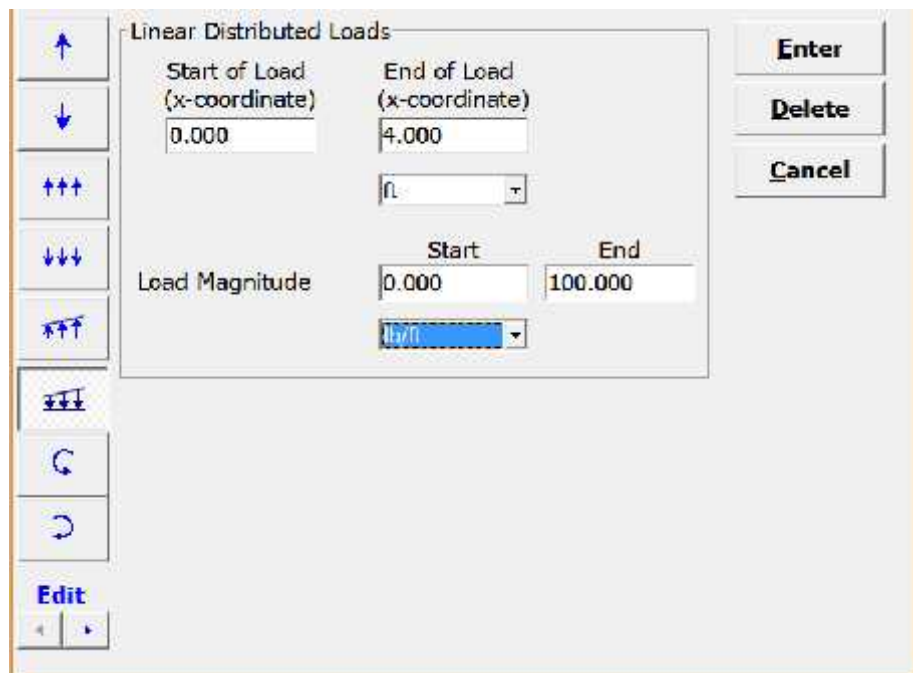 Linear Distributed Loads
Enter
Start of Load
(x-coordinate)
End of Load
(x-coordinate)
Delete
0.000
4.000
Cancel
ft
Start
End
Load Magnitude
0.000
100.000
lb/ft
Edit